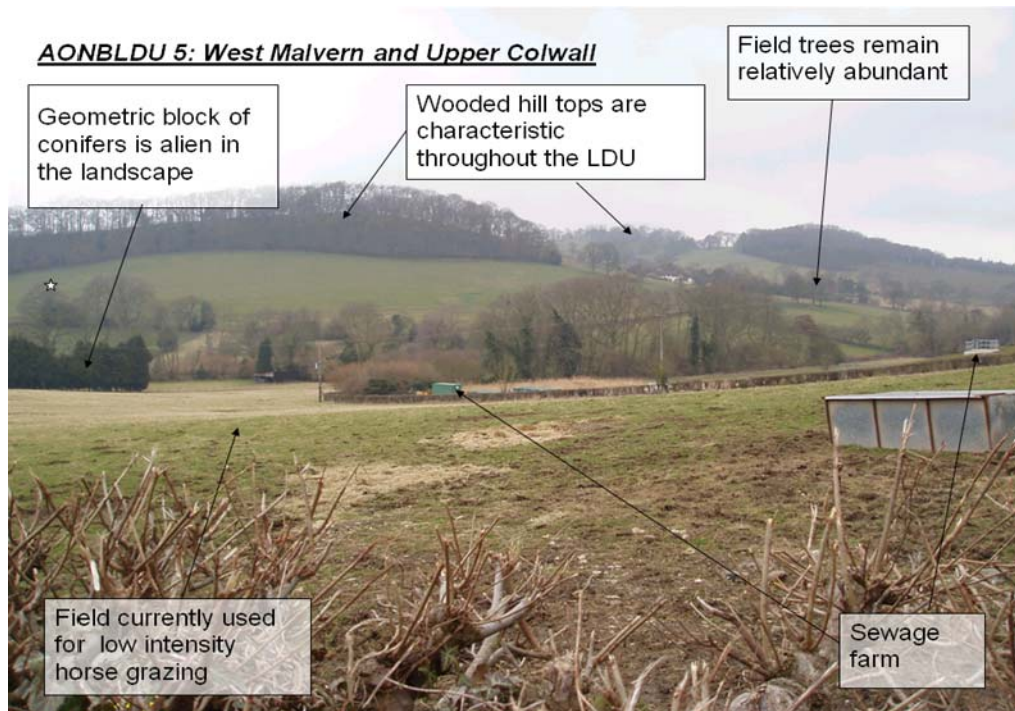 AONBLDU 5: West Malvern and Upper Colwall
Field trees remain
relatively abundant
Geometric block of
conifers is alien in
the landscape
Wooded hill tops are
characteristic
throughout the LDU
Field currently used
for low intensity
horse grazing
Sewage
farm